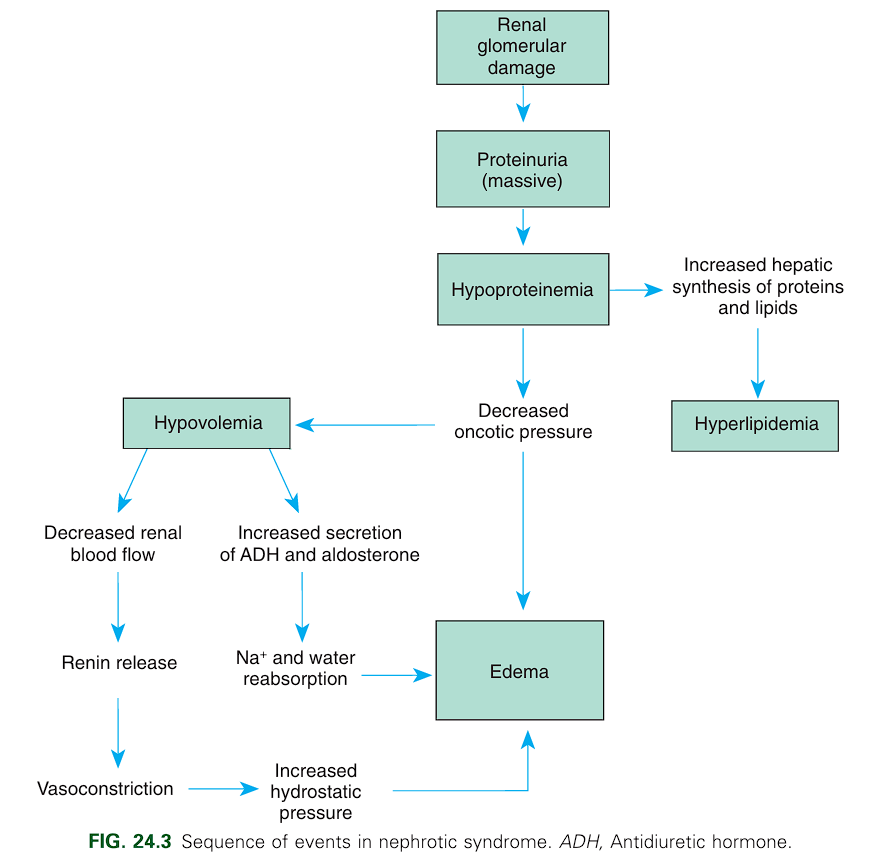 Renal
glomerular
damage
Proteinuria
(massive)
Hypoproteinemia
Increased hepatic
synthesis of proteins
and lipids
Hypovolemia
Decreased
oncotic pressure
Hyperlipidemia
Decreased renal
blood flow
Increased secretion
of ADH and aldosterone
Renin release
Na⁺ and water
reabsorption
Edema
Vasoconstriction
Increased
hydrostatic
pressure
FIG. 24.3 Sequence of events in nephrotic syndrome. ADH, Antidiuretic hormone.